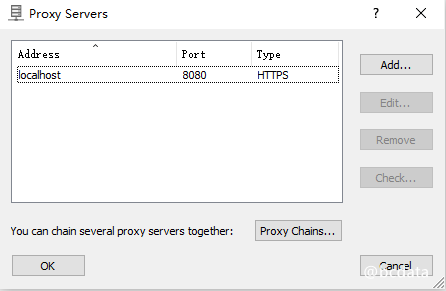 Proxy Servers
Address Port Type
localhost 8080 HTTPS
Add...
Edit...
Remove
Check...
You can chain several proxy servers together: Proxy Chains...
OK Cancel